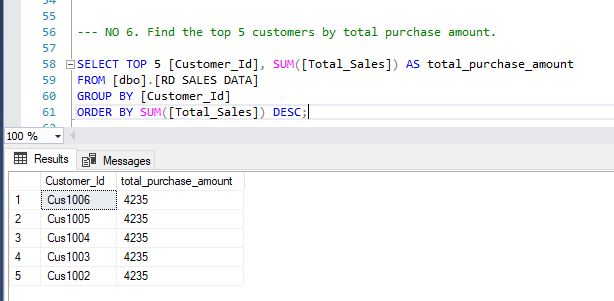 55
56 --- NO 6. Find the top 5 customers by total purchase amount.
57
58 SELECT TOP 5 [Customer_Id], SUM([Total_Sales]) AS total_purchase_amount
59 FROM [dbo].[RD SALES DATA]
60 GROUP BY [Customer_Id]
61 ORDER BY SUM([Total_Sales]) DESC;
100 %
Results Messages
Customer_Id total_purchase_amount
1 Cus1006 4235
2 Cus1005 4235
3 Cus1004 4235
4 Cus1003 4235
5 Cus1002 4235